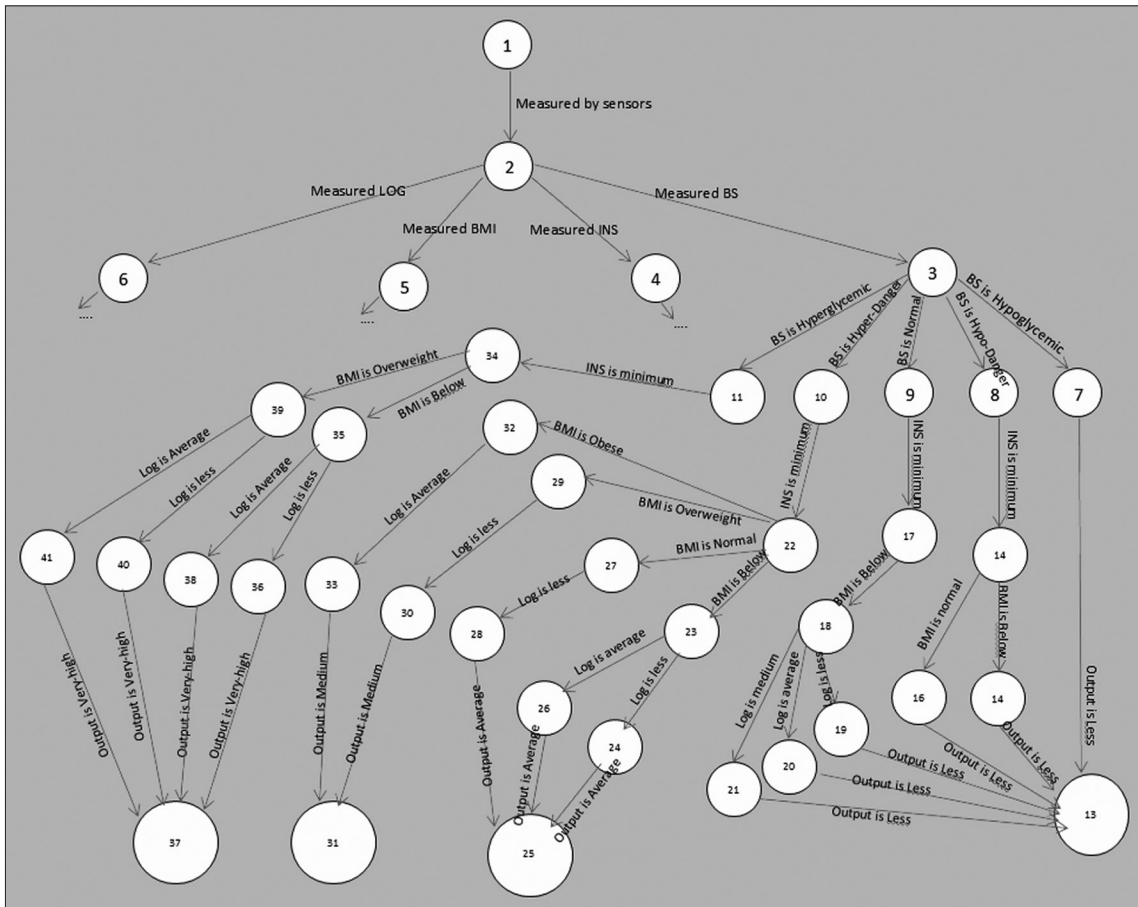 1
Measured by sensors
2
Measured LOG
Measured BMI
Measured INS
Measured BS
6
5
4
3
....
....
....
BS is Hyperglycemic
BS is Hyper-Danger
BS is Normal
BS is Hypo-Danger
BS is Hypoglycemic
34
11
10
9
8
7
INS is minimum
BMI is Overweight
BMI is Below
39
35
32
29
BMI is Obese
BMI is Overweight
BMI is Normal
BMI is Below
INS is minimum
INS is minimum
INS is minimum
Log is Average
Log is less
Log is Average
Log is less
Log is Average
Log is less
Log is less
22
17
14
41
40
38
36
33
30
27
28
23
BMI is Below
18
BMI is normal
BMI is Below
Log is average
Log is less
Log is medium
Log is average
Log is less
26
24
21
20
19
16
14
Output is Very-high
Output is Very-high
Output is Very-high
Output is Very-high
Output is Medium
Output is Medium
Output is Average
Output is Average
Output is Average
Output is Less
Output is Less
Output is Less
Output is Less
Output is Less
Output is Less
37
31
25
13